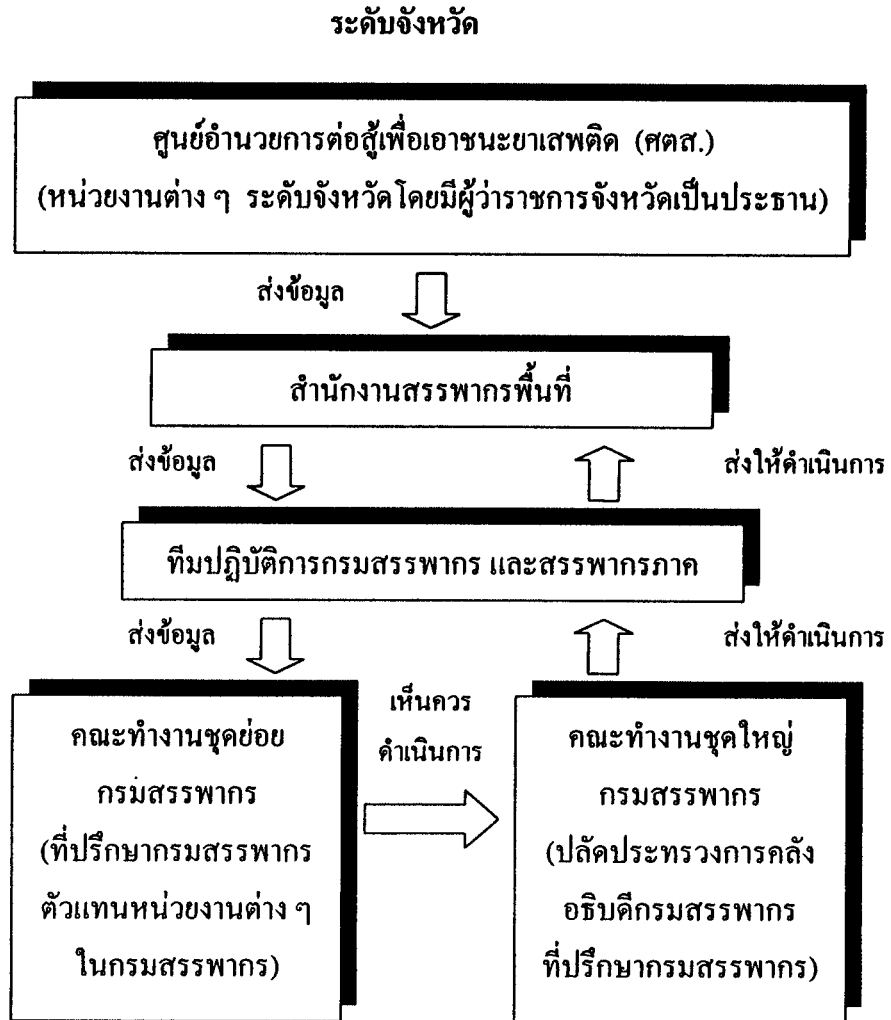 ระดับจังหวัด
ศูนย์อำนวยการต่อสู้เพื่อเอาชนะยาเสพติด (ศตส.)
(หน่วยงานต่าง ๆ ระดับจังหวัดโดยมีผู้ว่าราชการจังหวัดเป็นประธาน)
ส่งข้อมูล
สำนักงานสรรพากรพื้นที่
ส่งข้อมูล
ส่งให้ดำเนินการ
ทีมปฏิบัติการกรมสรรพากร และสรรพากรภาค
ส่งข้อมูล
ส่งให้ดำเนินการ
คณะทำงานชุดย่อย
กรมสรรพากร
(ที่ปรึกษากรมสรรพากร
ตัวแทนหน่วยงานต่าง ๆ
ในกรมสรรพากร)
เห็นควร
ดำเนินการ
คณะทำงานชุดใหญ่
กรมสรรพากร
(ปลัดประทรวงการคลัง
อธิบดีกรมสรรพากร
ที่ปรึกษากรมสรรพากร)